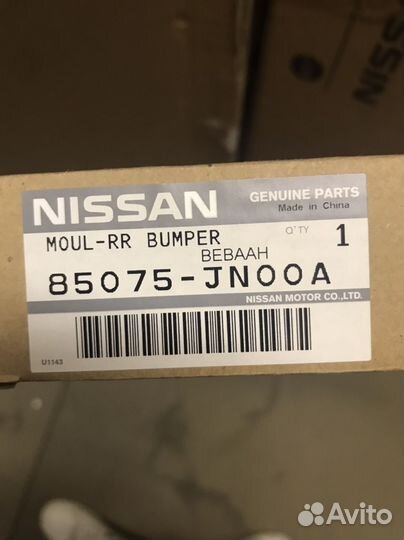 NISSAN
GENUINE PARTS
Made in China
MOUL-RR BUMPER
Q'TY 1
BEBAAH
85075-JN00A
NISSAN MOTOR CO.,LTD.
U1143
SSIN
Avito